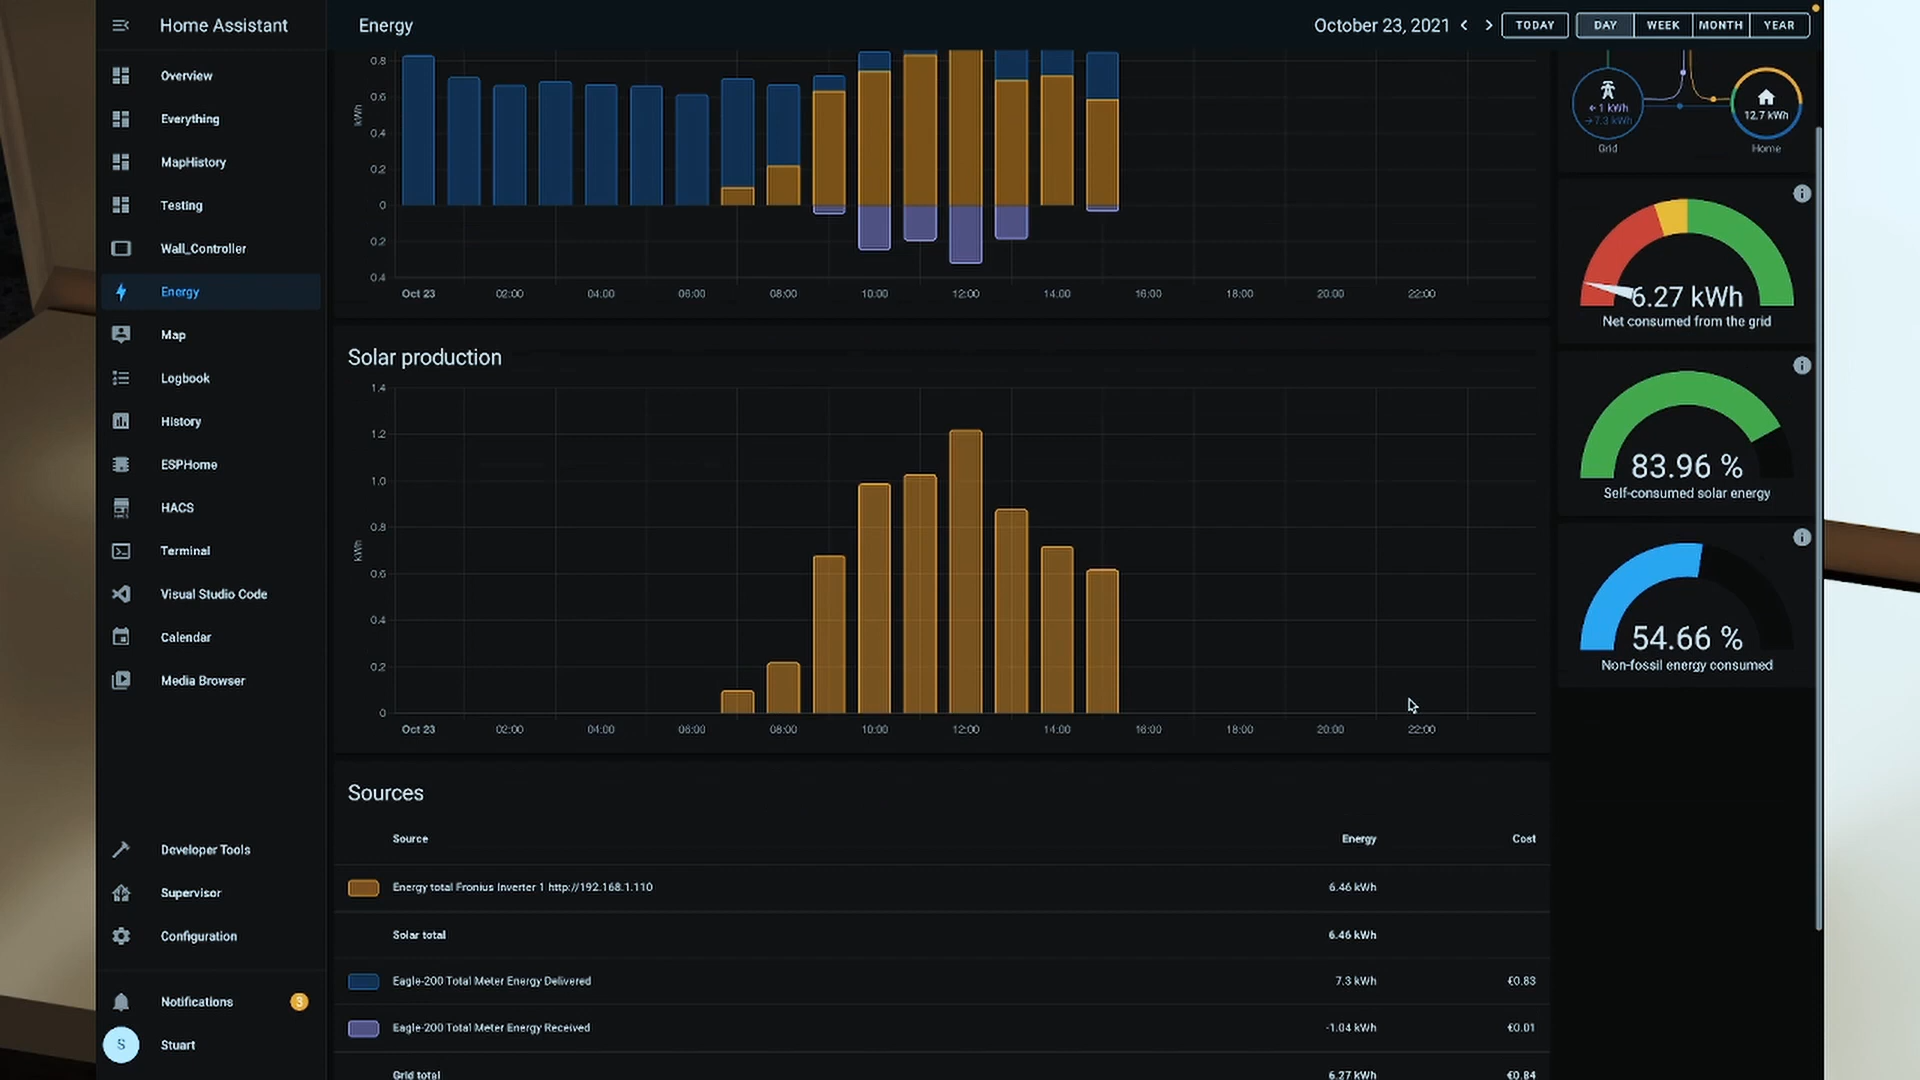 Home Assistant
Energy
October 23, 2021
TODAY
DAY
WEEK
MONTH
YEAR
Overview
Everything
MapHistory
Testing
Wall_Controller
Energy
Map
Logbook
History
ESPHome
HACS
Terminal
Visual Studio Code
Calendar
Media Browser
Developer Tools
Supervisor
Configuration
Notifications
3
S
Stuart
kWh
0.8
0.6
0.4
0.2
0
0.2
0.4
Oct 23
02:00
04:00
06:00
08:00
10:00
12:00
14:00
16:00
18:00
20:00
22:00
Solar production
kWh
1.4
1.2
1.0
0.8
0.6
0.4
0.2
0
Oct 23
02:00
04:00
06:00
08:00
10:00
12:00
14:00
16:00
18:00
20:00
22:00
Sources
Source
Energy
Cost
Energy total Fronius Inverter 1 http://192.168.1.110
6.46 kWh
Solar total
6.46 kWh
Eagle-200 Total Meter Energy Delivered
7.3 kWh
€0.83
Eagle-200 Total Meter Energy Received
-1.04 kWh
€0.01
Grid total
6.27 kWh
€0.84
← 1 kWh
→ 7.3 kWh
Grid
12.7 kWh
Home
6.27 kWh
Net consumed from the grid
83.96 %
Self-consumed solar energy
54.66 %
Non-fossil energy consumed